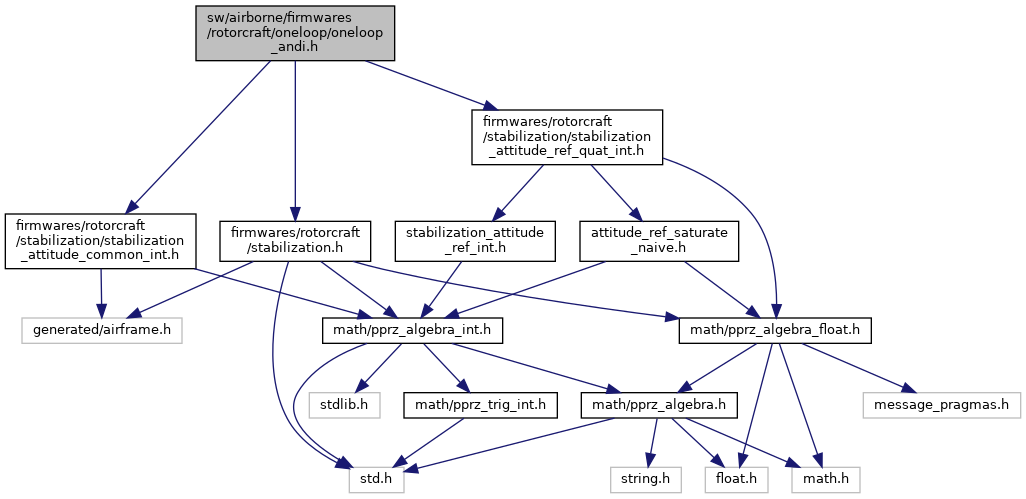 sw/airborne/firmwares
/rotorcraft/oneloop/oneloop
_andi.h
firmwares/rotorcraft
/stabilization/stabilization
_attitude_ref_quat_int.h
firmwares/rotorcraft
/stabilization/stabilization
_attitude_common_int.h
firmwares/rotorcraft
/stabilization.h
stabilization_attitude
_ref_int.h
attitude_ref_saturate
_naive.h
generated/airframe.h
math/pprz_algebra_int.h
math/pprz_algebra_float.h
stdlib.h
math/pprz_trig_int.h
math/pprz_algebra.h
message_pragmas.h
std.h
string.h
float.h
math.h